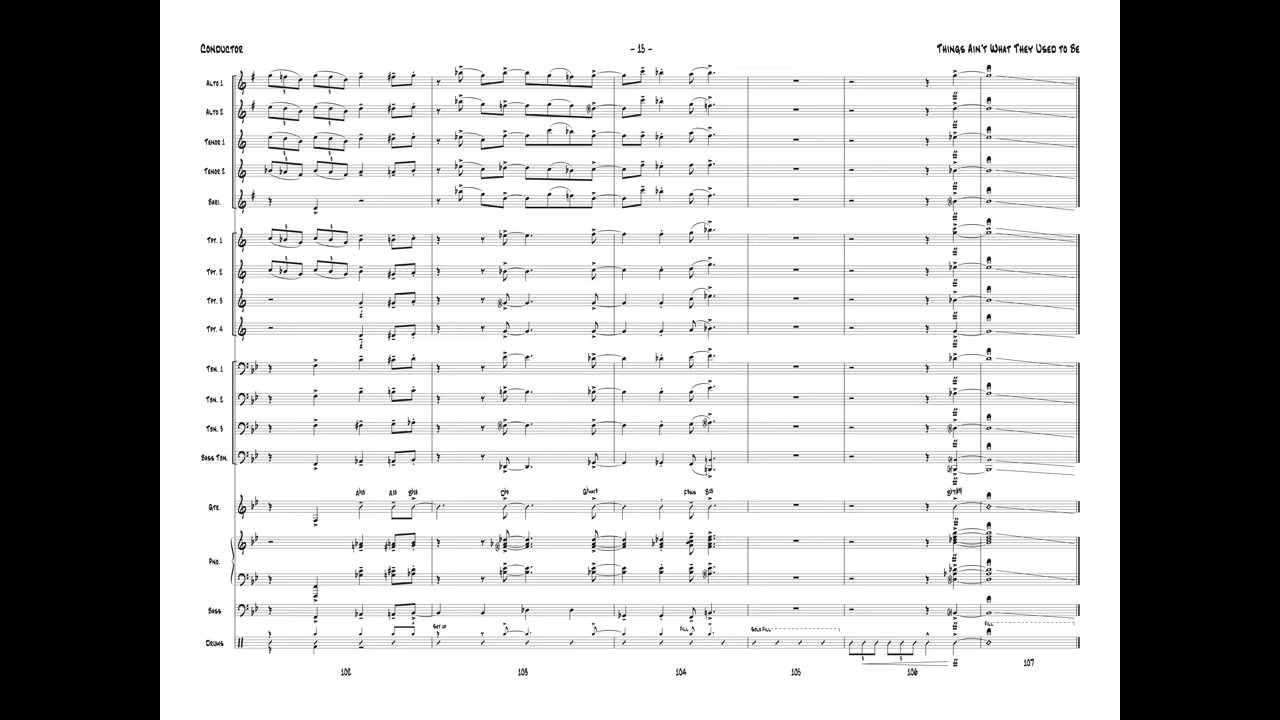 Conductor
- 15 -
Things Ain't What They Used to Be
Alto 1
Alto 2
Tenor 1
Tenor 2
Bari.
Tpt. 1
Tpt. 2
Tpt. 3
Tpt. 4
Tbn. 1
Tbn. 2
Tbn. 3
Bass Tbn.
Gtr.
Pno.
Bass
Set up
Fill
Solo Fill
Fill
Drums
102
103
104
105
106
107